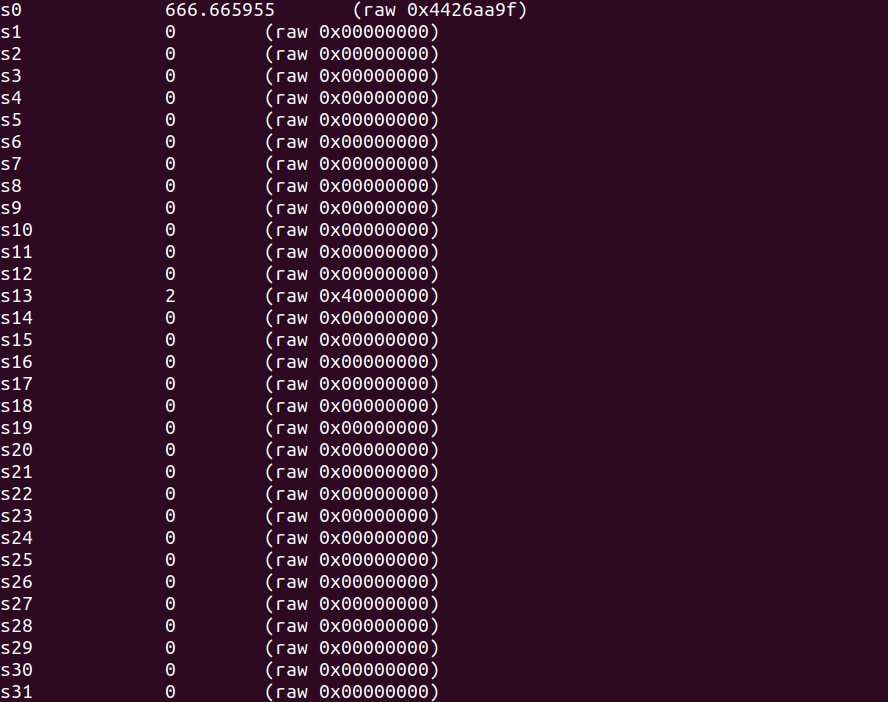 s0 666.665955 (raw 0x4426aa9f)
s1 0 (raw 0x00000000)
s2 0 (raw 0x00000000)
s3 0 (raw 0x00000000)
s4 0 (raw 0x00000000)
s5 0 (raw 0x00000000)
s6 0 (raw 0x00000000)
s7 0 (raw 0x00000000)
s8 0 (raw 0x00000000)
s9 0 (raw 0x00000000)
s10 0 (raw 0x00000000)
s11 0 (raw 0x00000000)
s12 0 (raw 0x00000000)
s13 2 (raw 0x40000000)
s14 0 (raw 0x00000000)
s15 0 (raw 0x00000000)
s16 0 (raw 0x00000000)
s17 0 (raw 0x00000000)
s18 0 (raw 0x00000000)
s19 0 (raw 0x00000000)
s20 0 (raw 0x00000000)
s21 0 (raw 0x00000000)
s22 0 (raw 0x00000000)
s23 0 (raw 0x00000000)
s24 0 (raw 0x00000000)
s25 0 (raw 0x00000000)
s26 0 (raw 0x00000000)
s27 0 (raw 0x00000000)
s28 0 (raw 0x00000000)
s29 0 (raw 0x00000000)
s30 0 (raw 0x00000000)
s31 0 (raw 0x00000000)